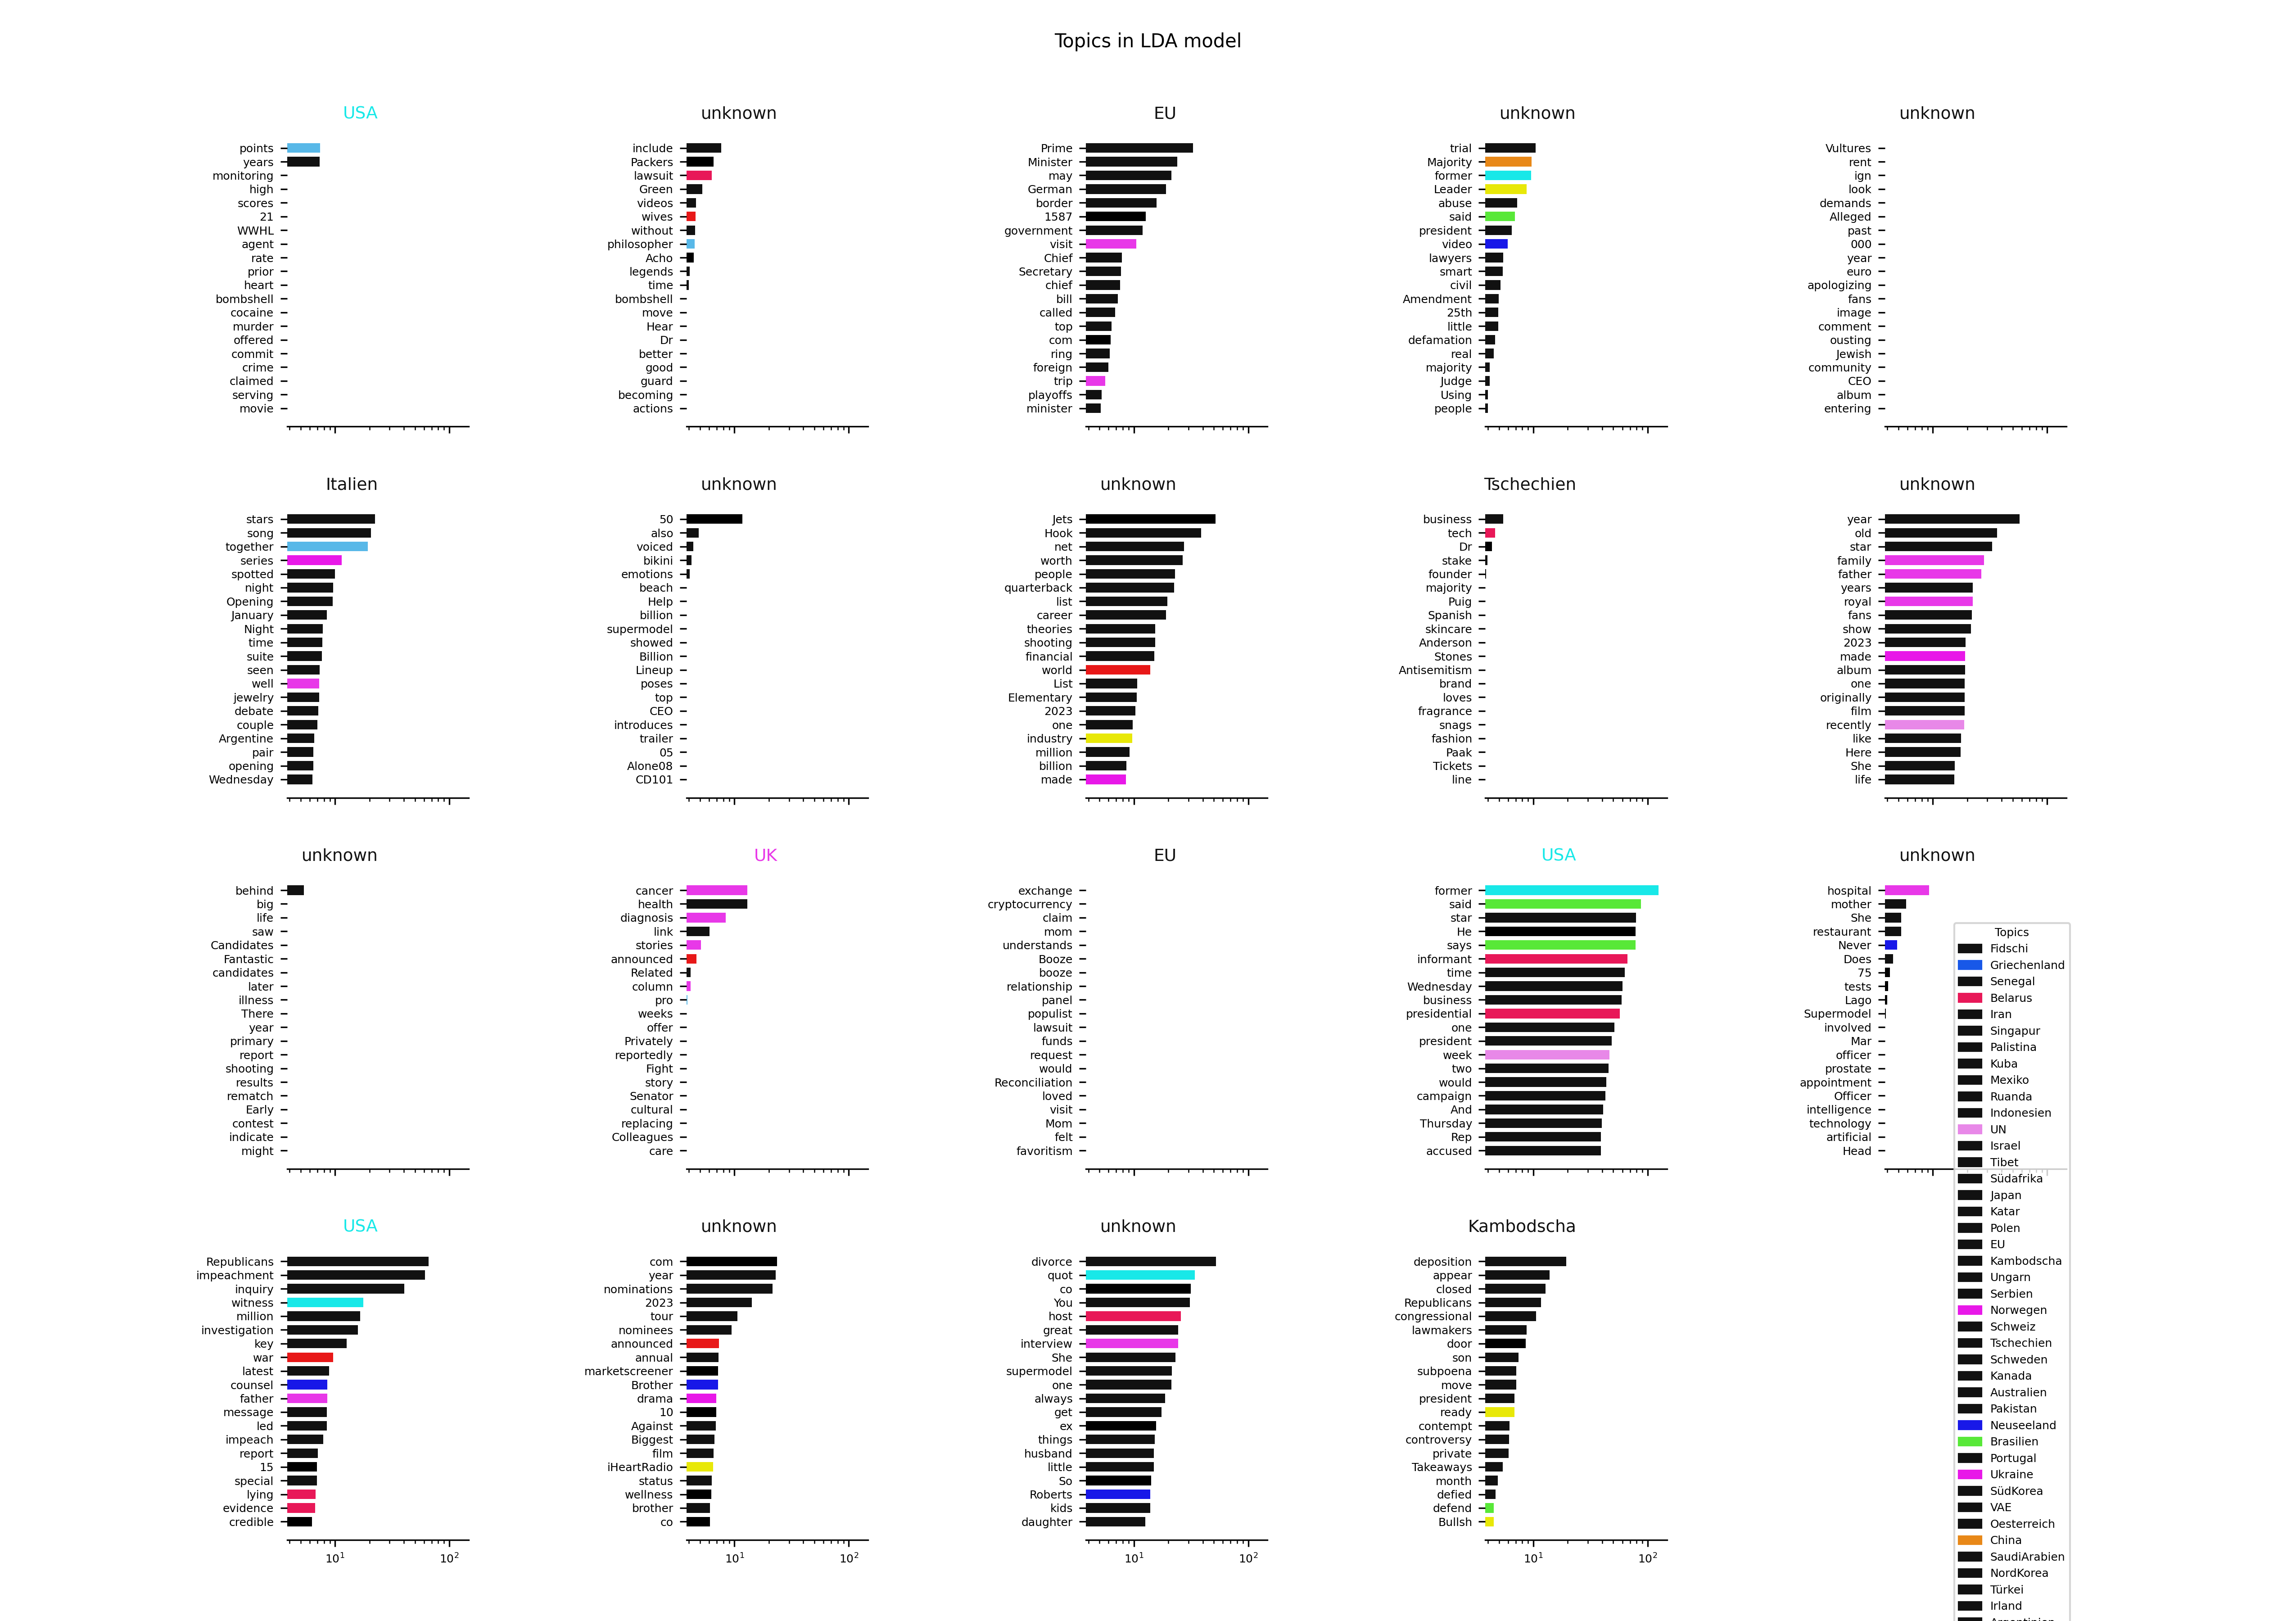 Topics in LDA model
USA
points
years
monitoring
high
scores
21
WWHL
agent
rate
prior
heart
bombshell
cocaine
murder
offered
commit
crime
claimed
serving
movie
unknown
include
Packers
lawsuit
Green
videos
wives
without
philosopher
Acho
legends
time
bombshell
move
Hear
Dr
better
good
guard
becoming
actions
EU
Prime
Minister
may
German
border
1587
government
visit
Chief
Secretary
chief
bill
called
top
com
ring
foreign
trip
playoffs
minister
unknown
trial
Majority
former
Leader
abuse
said
president
video
lawyers
smart
civil
Amendment
25th
little
defamation
real
majority
Judge
Using
people
unknown
Vultures
rent
ign
look
demands
Alleged
past
000
year
euro
apologizing
fans
image
comment
ousting
Jewish
community
CEO
album
entering
Italien
stars
song
together
series
spotted
night
Opening
January
Night
time
suite
seen
well
jewelry
debate
couple
Argentine
pair
opening
Wednesday
unknown
50
also
voiced
bikini
emotions
beach
Help
billion
supermodel
showed
Billion
Lineup
poses
top
CEO
introduces
trailer
05
Alone08
CD101
unknown
Jets
Hook
net
worth
people
quarterback
list
career
theories
shooting
financial
world
List
Elementary
2023
one
industry
million
billion
made
Tschechien
business
tech
Dr
stake
founder
majority
Puig
Spanish
skincare
Anderson
Stones
Antisemitism
brand
loves
fragrance
snags
fashion
Paak
Tickets
line
unknown
year
old
star
family
father
years
royal
fans
show
2023
made
album
one
originally
film
recently
like
Here
She
life
unknown
behind
big
life
saw
Candidates
Fantastic
candidates
later
illness
There
year
primary
report
shooting
results
rematch
Early
contest
indicate
might
UK
cancer
health
diagnosis
link
stories
announced
Related
column
pro
weeks
offer
Privately
reportedly
Fight
story
Senator
cultural
replacing
Colleagues
care
EU
exchange
cryptocurrency
claim
mom
understands
Booze
booze
relationship
panel
populist
lawsuit
funds
request
would
Reconciliation
loved
visit
Mom
felt
favoritism
USA
former
said
star
He
says
informant
time
Wednesday
business
presidential
one
president
week
two
would
campaign
And
Thursday
Rep
accused
unknown
hospital
mother
She
restaurant
Never
Does
75
tests
Lago
Supermodel
involved
Mar
officer
prostate
appointment
Officer
intelligence
technology
artificial
Head
USA
Republicans
impeachment
inquiry
witness
million
investigation
key
war
latest
counsel
father
message
led
impeach
report
15
special
lying
evidence
credible
10^1 10^2
unknown
com
year
nominations
2023
tour
nominees
announced
annual
marketscreener
Brother
drama
10
Against
Biggest
film
iHeartRadio
status
wellness
brother
co
10^1 10^2
unknown
divorce
quot
co
You
host
great
interview
She
supermodel
one
always
get
ex
things
husband
little
So
Roberts
kids
daughter
10^1 10^2
Kambodscha
deposition
appear
closed
Republicans
congressional
lawmakers
door
son
subpoena
move
president
ready
contempt
controversy
private
Takeaways
month
defied
defend
Bullsh
10^1 10^2
Topics
Fidschi
Griechenland
Senegal
Belarus
Iran
Singapur
Palistina
Kuba
Mexiko
Ruanda
Indonesien
UN
Israel
Tibet
Südafrika
Japan
Katar
Polen
EU
Kambodscha
Ungarn
Serbien
Norwegen
Schweiz
Tschechien
Schweden
Kanada
Australien
Pakistan
Neuseeland
Brasilien
Portugal
Ukraine
SüdKorea
VAE
Oesterreich
China
SaudiArabien
NordKorea
Türkei
Irland